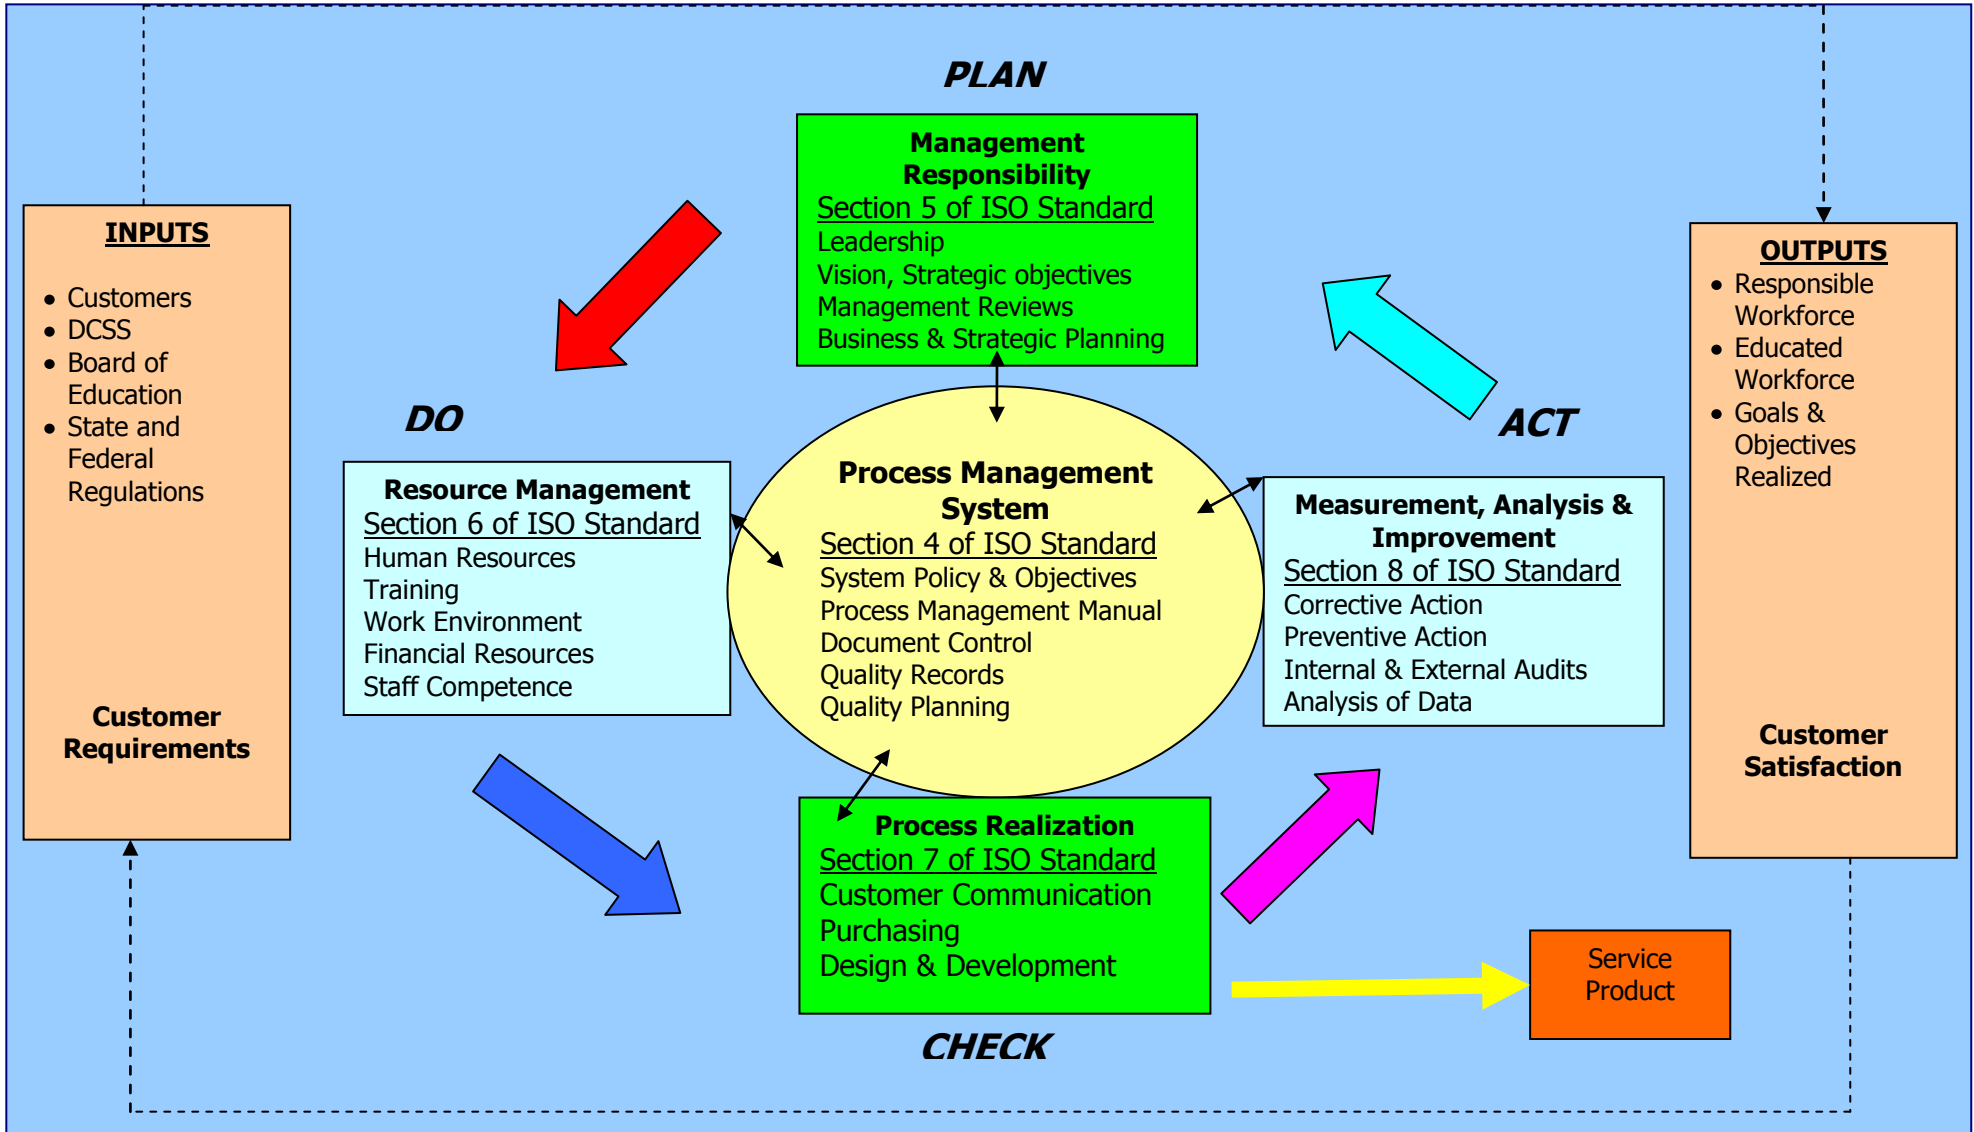 PLAN
Management
Responsibility
Section 5 of ISO Standard
Leadership
Vision, Strategic objectives
Management Reviews
Business & Strategic Planning
INPUTS
• Customers
• DCSS
• Board of
Education
• State and
Federal
Regulations
Customer
Requirements
DO
Resource Management
Section 6 of ISO Standard
Human Resources
Training
Work Environment
Financial Resources
Staff Competence
Process Management
System
Section 4 of ISO Standard
System Policy & Objectives
Process Management Manual
Document Control
Quality Records
Quality Planning
ACT
Measurement, Analysis &
Improvement
Section 8 of ISO Standard
Corrective Action
Preventive Action
Internal & External Audits
Analysis of Data
OUTPUTS
• Responsible
Workforce
• Educated
Workforce
• Goals &
Objectives
Realized
Customer
Satisfaction
Process Realization
Section 7 of ISO Standard
Customer Communication
Purchasing
Design & Development
CHECK
Service
Product